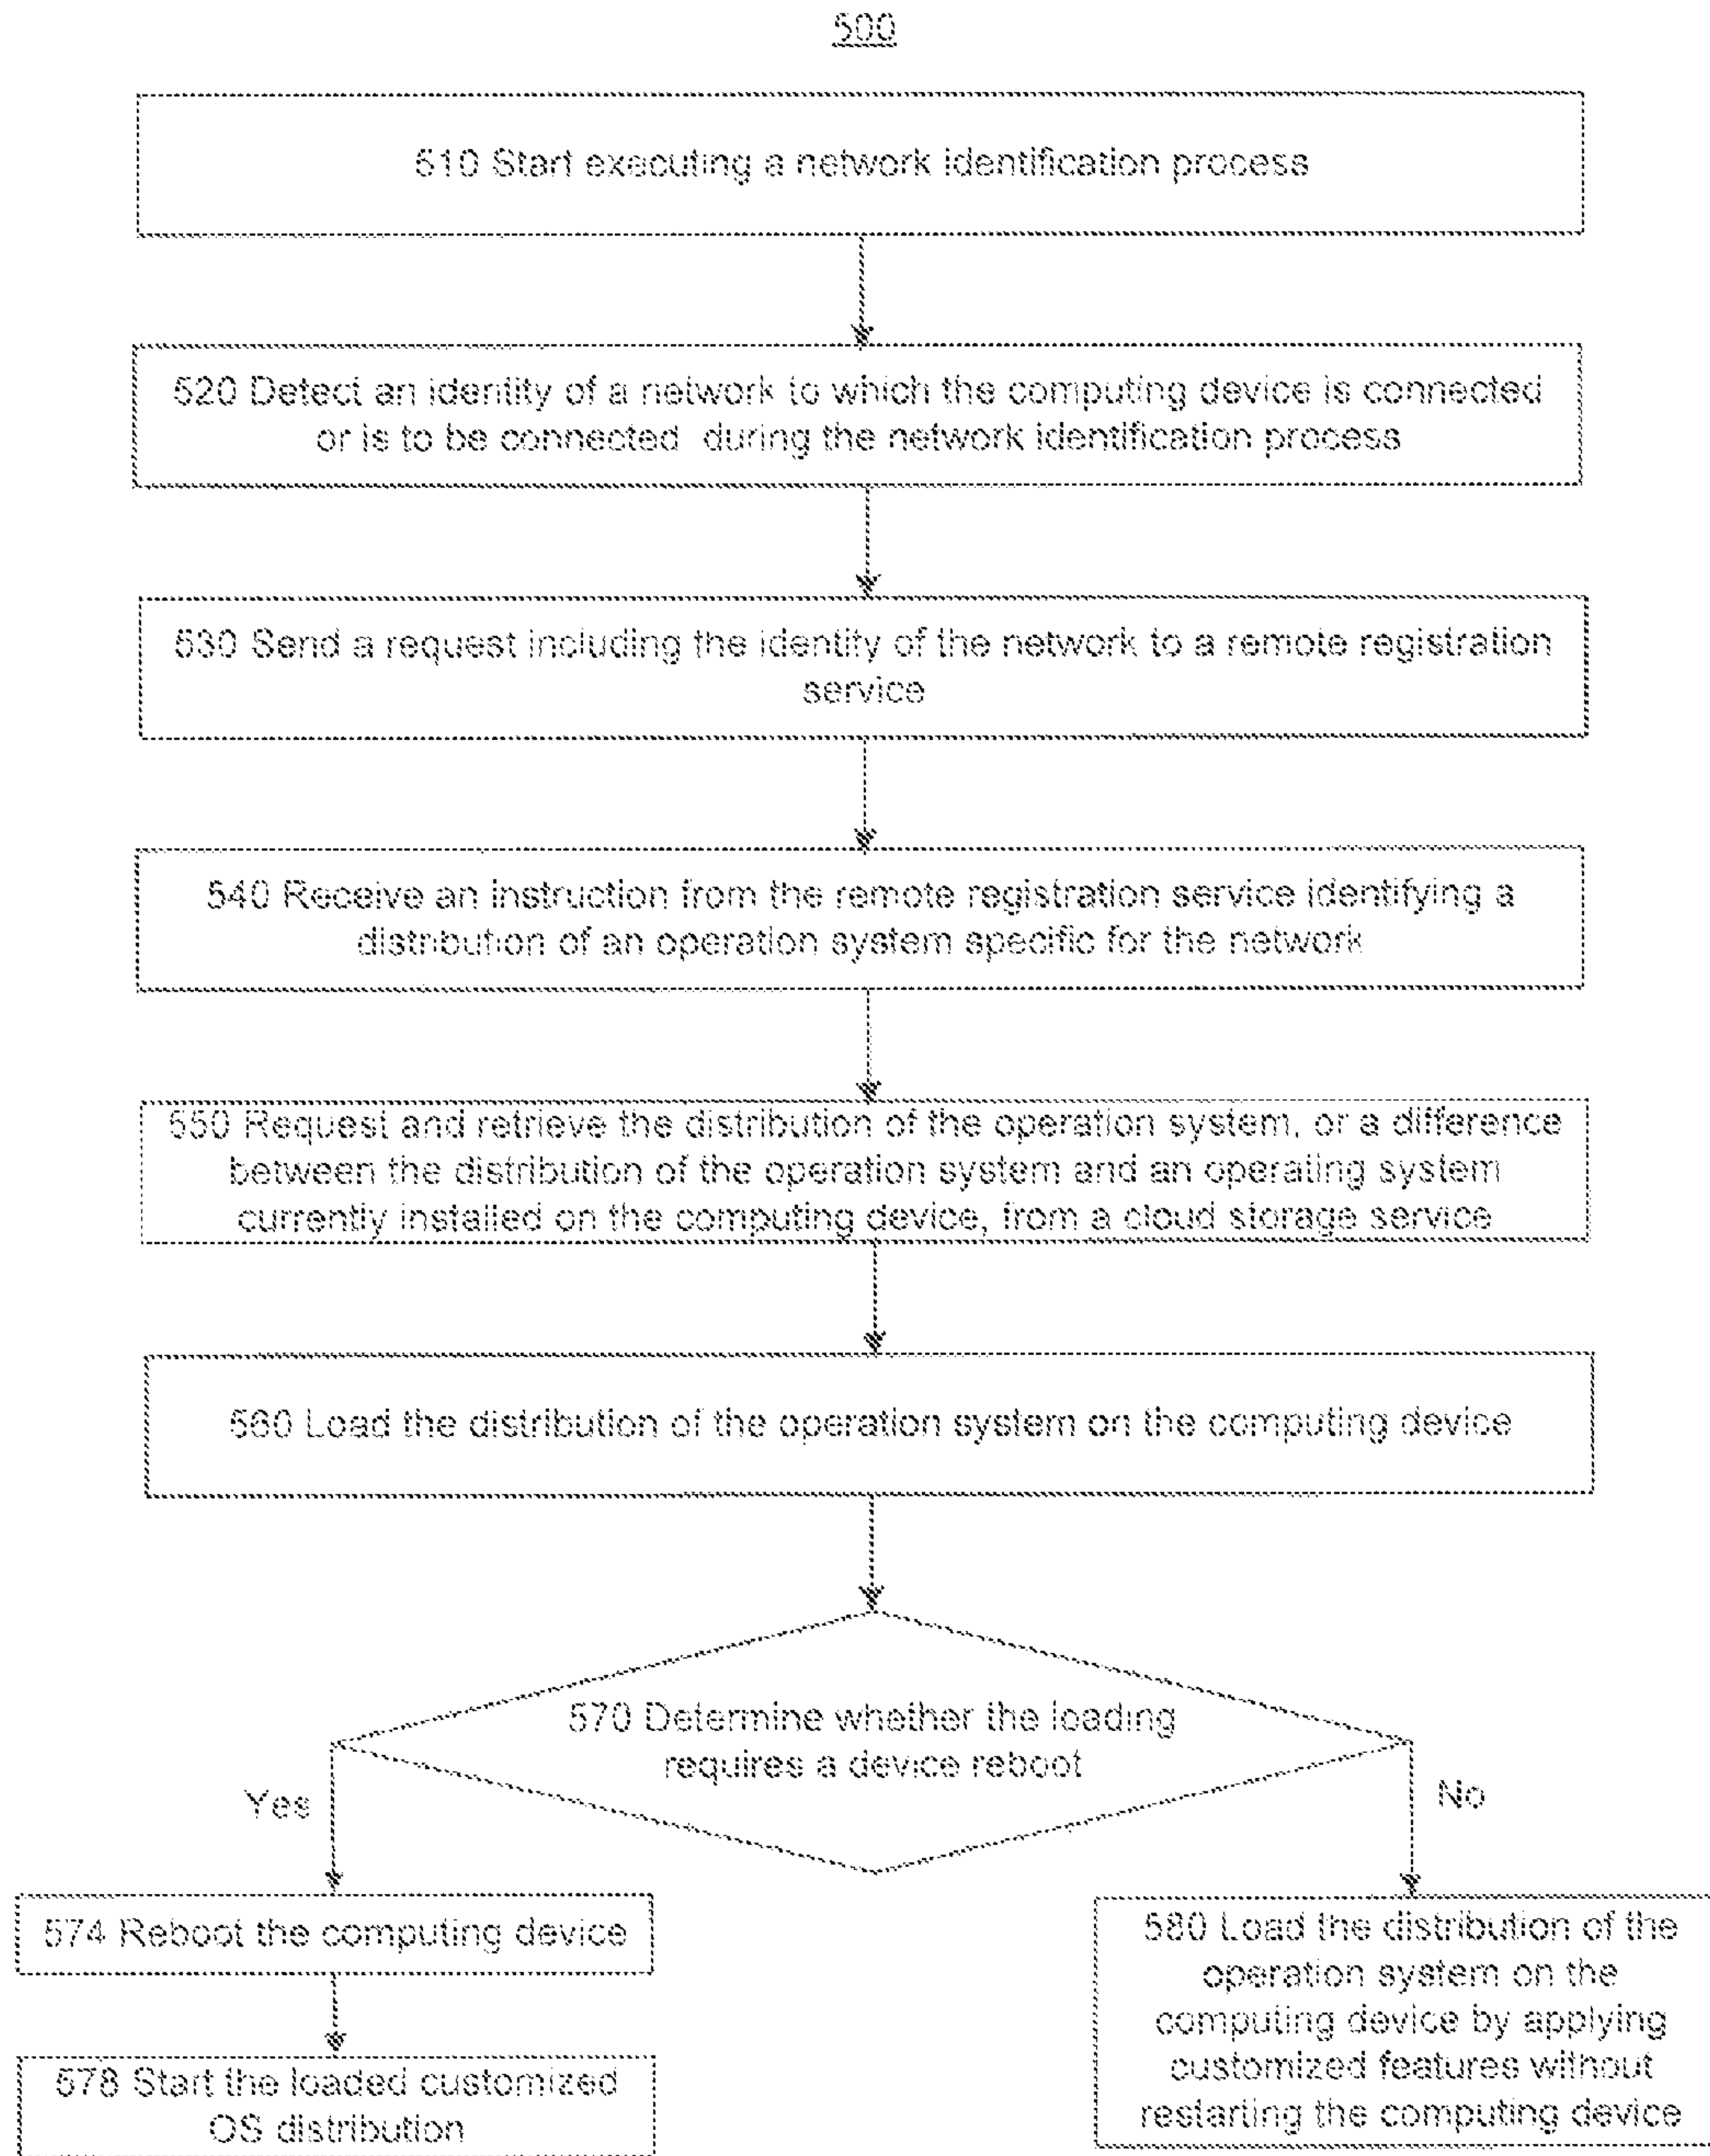 500
510 Start executing a network identification process
520 Detect an identity of a network to which the computing device is connected
or is to be connected during the network identification process
530 Send a request including the identity of the network to a remote registration
service
540 Receive an instruction from the remote registration service identifying a
distribution of an operation system specific for the network
550 Request and retrieve the distribution of the operation system, or a difference
between the distribution of the operation system and an operating system
currently installed on the computing device, from a cloud storage service
560 Load the distribution of the operation system on the computing device
570 Determine whether the loading
requires a device reboot
Yes
No
574 Reboot the computing device
578 Start the loaded customized
OS distribution
580 Load the distribution of the
operation system on the
computing device by applying
customized features without
restarting the computing device